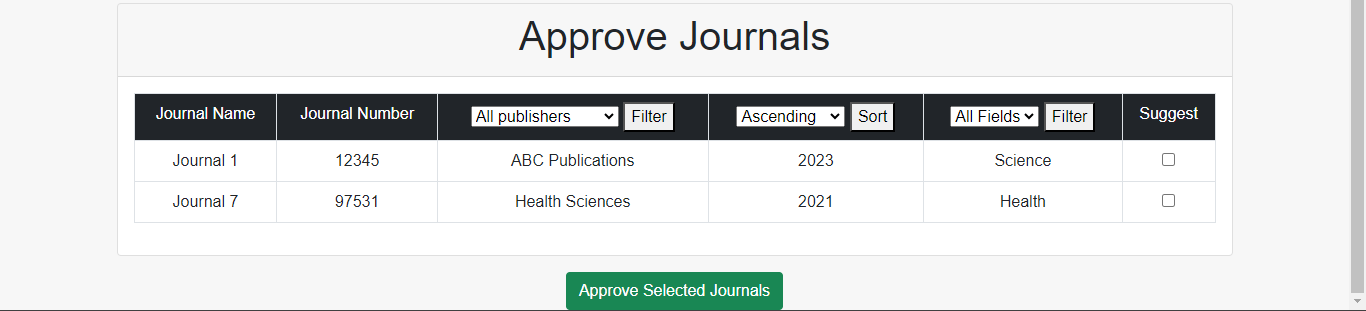 Approve Journals
Journal Name Journal Number All publishers Filter Ascending Sort All Fields Filter Suggest
Journal 1 12345 ABC Publications 2023 Science
Journal 7 97531 Health Sciences 2021 Health
Approve Selected Journals